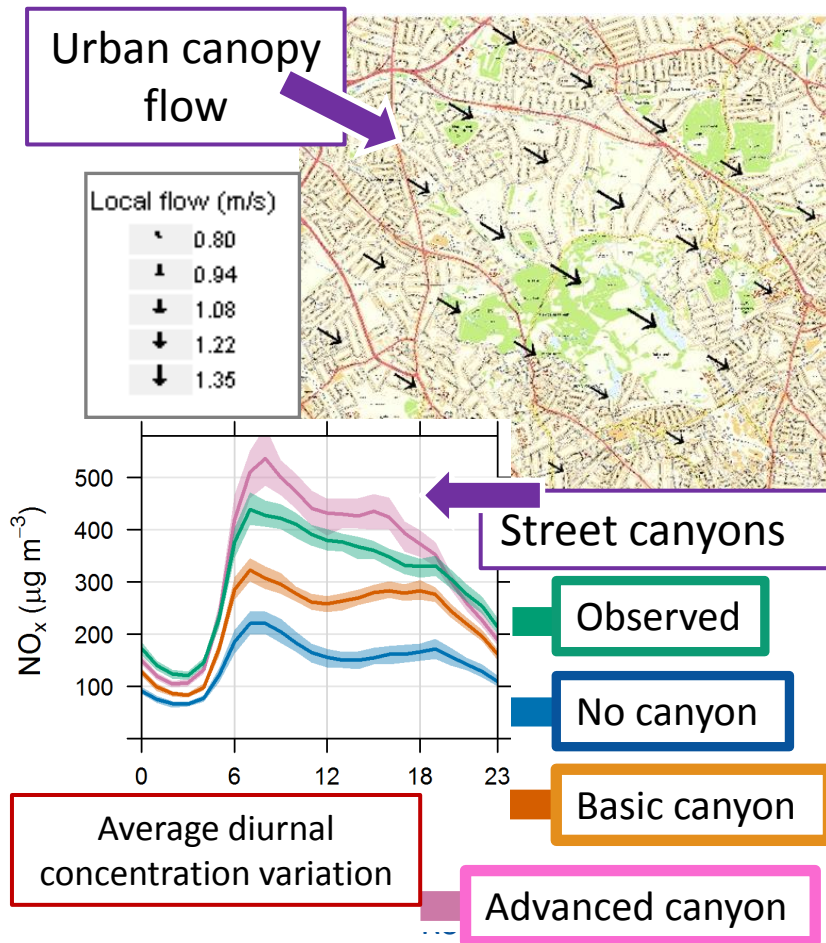 Urban canopy
flow
Local flow (m/s)
0.80
0.94
1.08
1.22
1.35
500
400
300
200
100
NOₓ (µg m⁻³)
0 6 12 18 23
Street canyons
Observed
No canyon
Basic canyon
Advanced canyon
Average diurnal
concentration variation